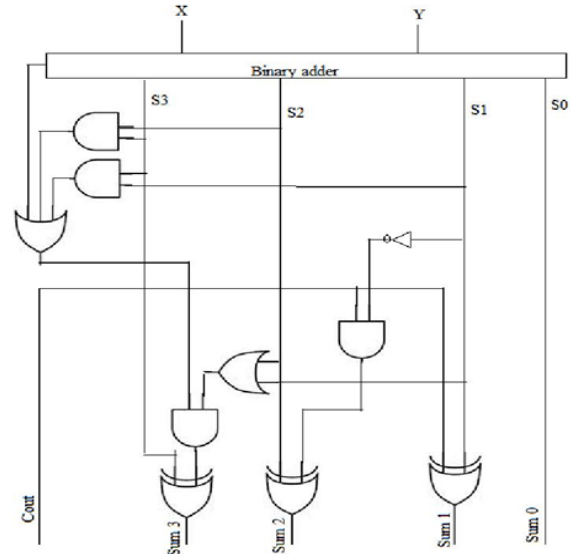 X
Y
Binary adder
S3
S2
S1
S0
Cout
Sum 3
Sum 2
Sum 1
Sum 0